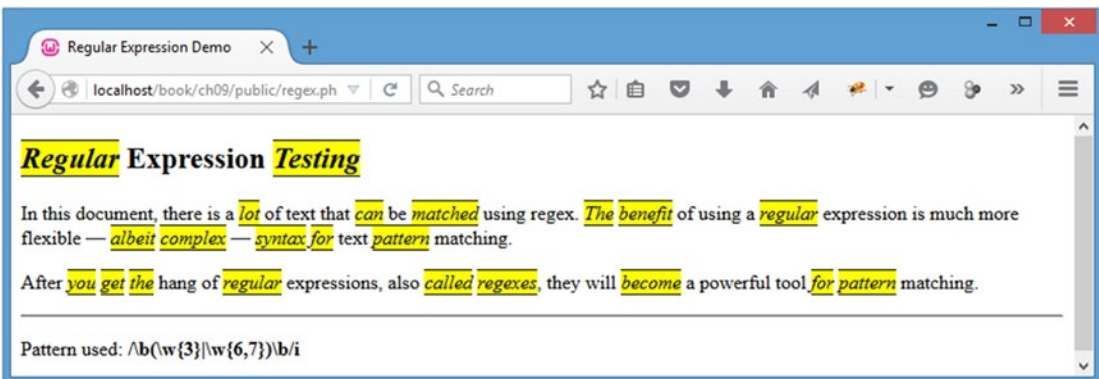 Regular Expression Demo
localhost/book/ch09/public/regex.ph
Search
Regular Expression Testing
In this document, there is a lot of text that can be matched using regex. The benefit of using a regular expression is much more
flexible — albeit complex — syntax for text pattern matching.
After you get the hang of regular expressions, also called regexes, they will become a powerful tool for pattern matching.
Pattern used: /\b(\w{3}|\w{6,7})\b/i